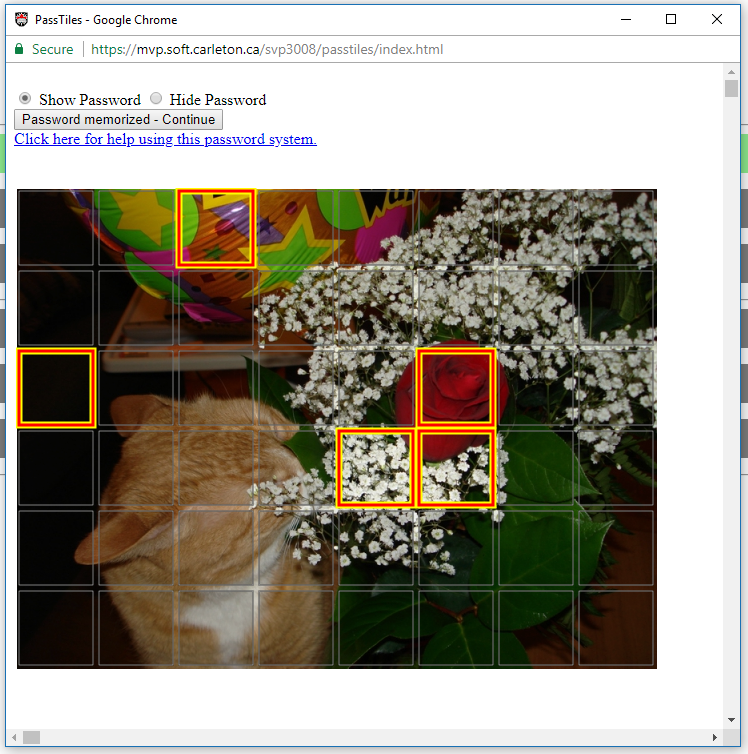 PassTiles - Google Chrome
Secure | https://mvp.soft.carleton.ca/svp3008/passtiles/index.html
Show Password Hide Password
Password memorized - Continue
Click here for help using this password system.